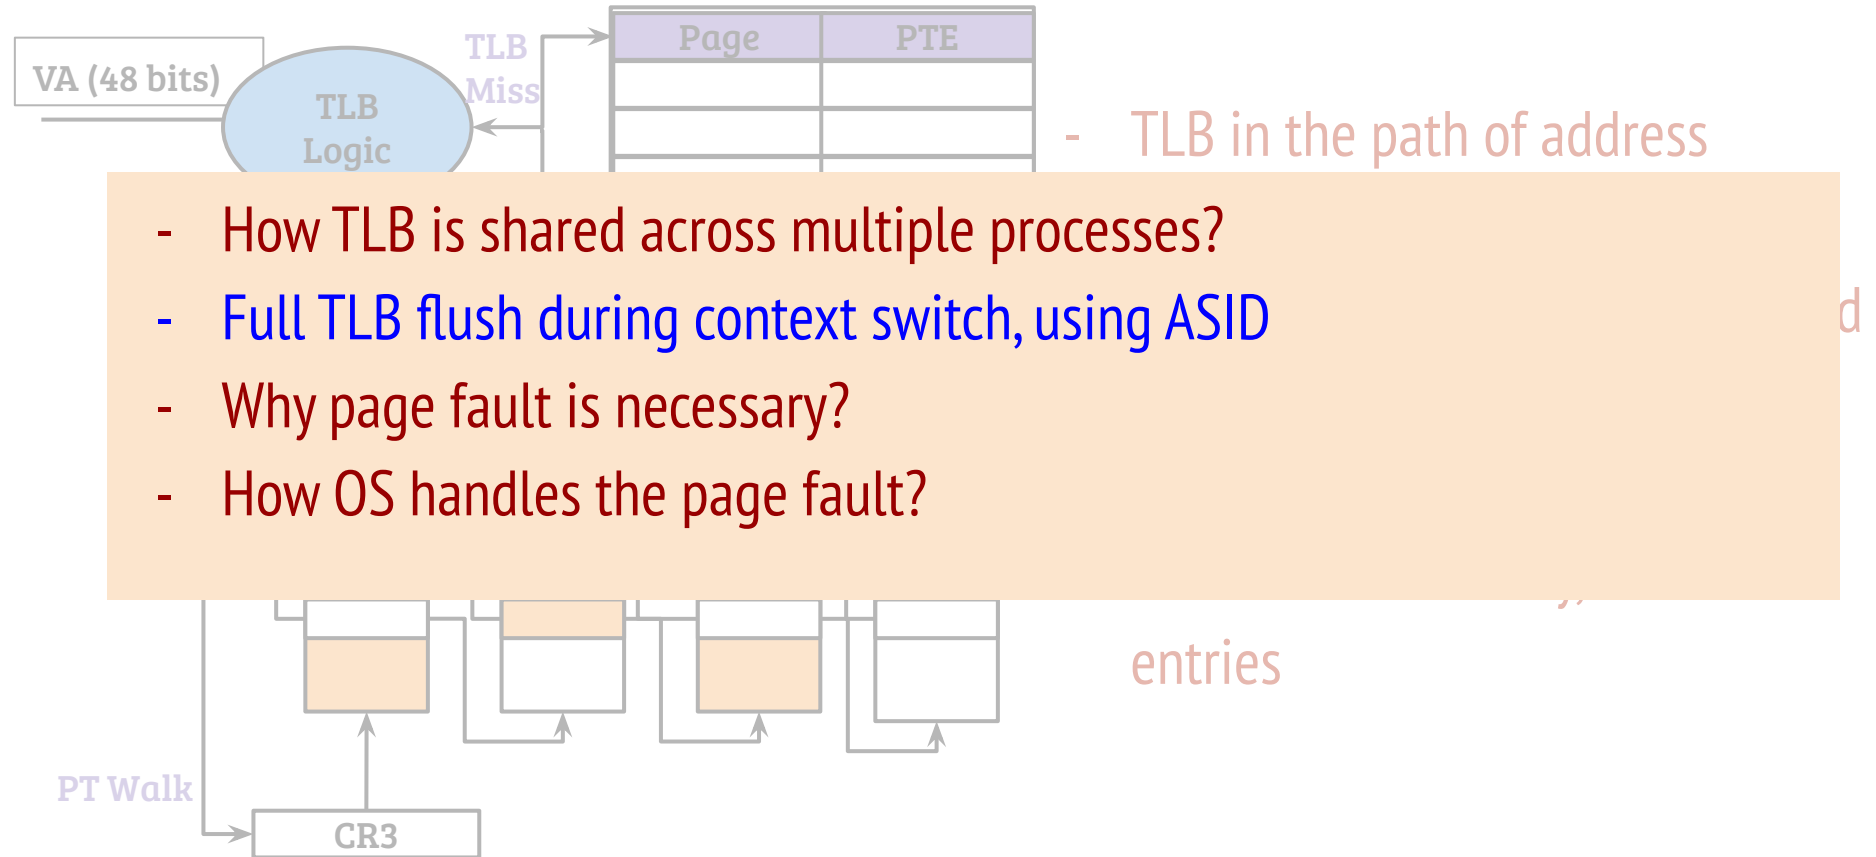 VA (48 bits)
TLB
Logic
TLB
Miss
Page PTE
- TLB in the path of address
- How TLB is shared across multiple processes?
- Full TLB flush during context switch, using ASID
- Why page fault is necessary?
- How OS handles the page fault?
entries
PT Walk
CR3